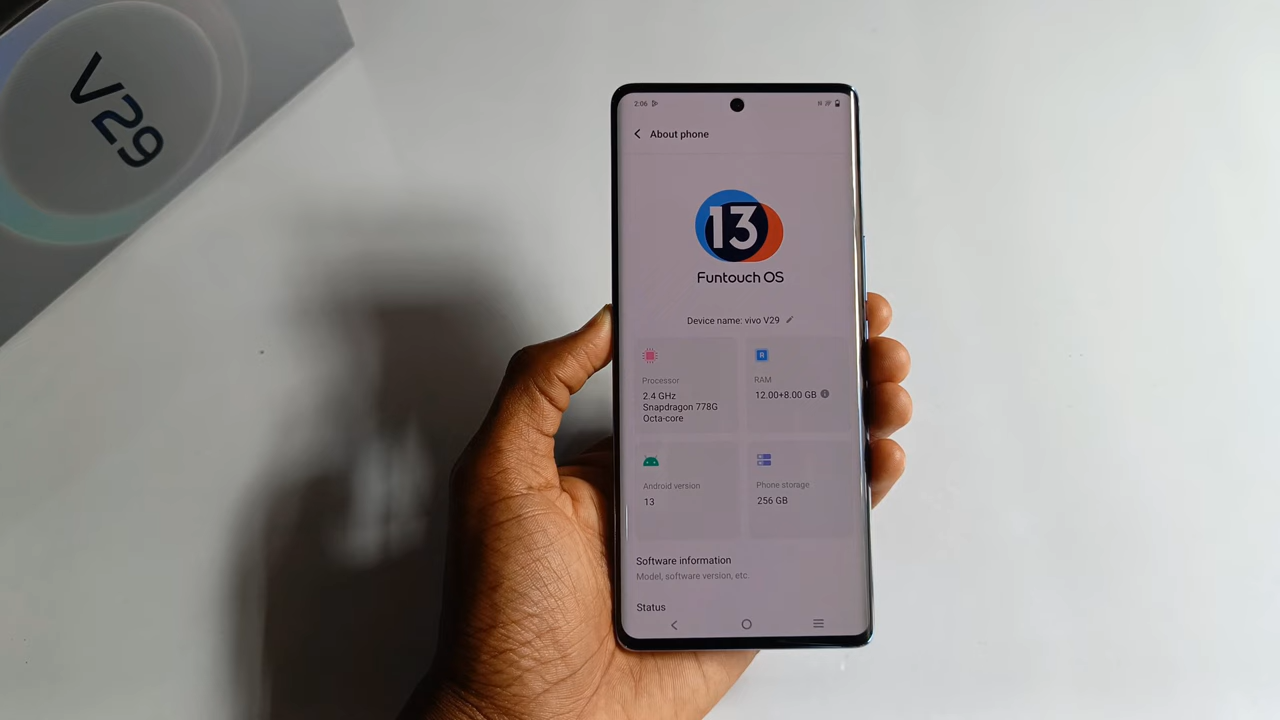 V29
2:06
About phone
13
Funtouch OS
Device name: vivo V29
Processor
2.4 GHz
Snapdragon 778G
Octa-core
R
RAM
12.00+8.00 GB
Android version
13
Phone storage
256 GB
Software information
Model, software version, etc.
Status